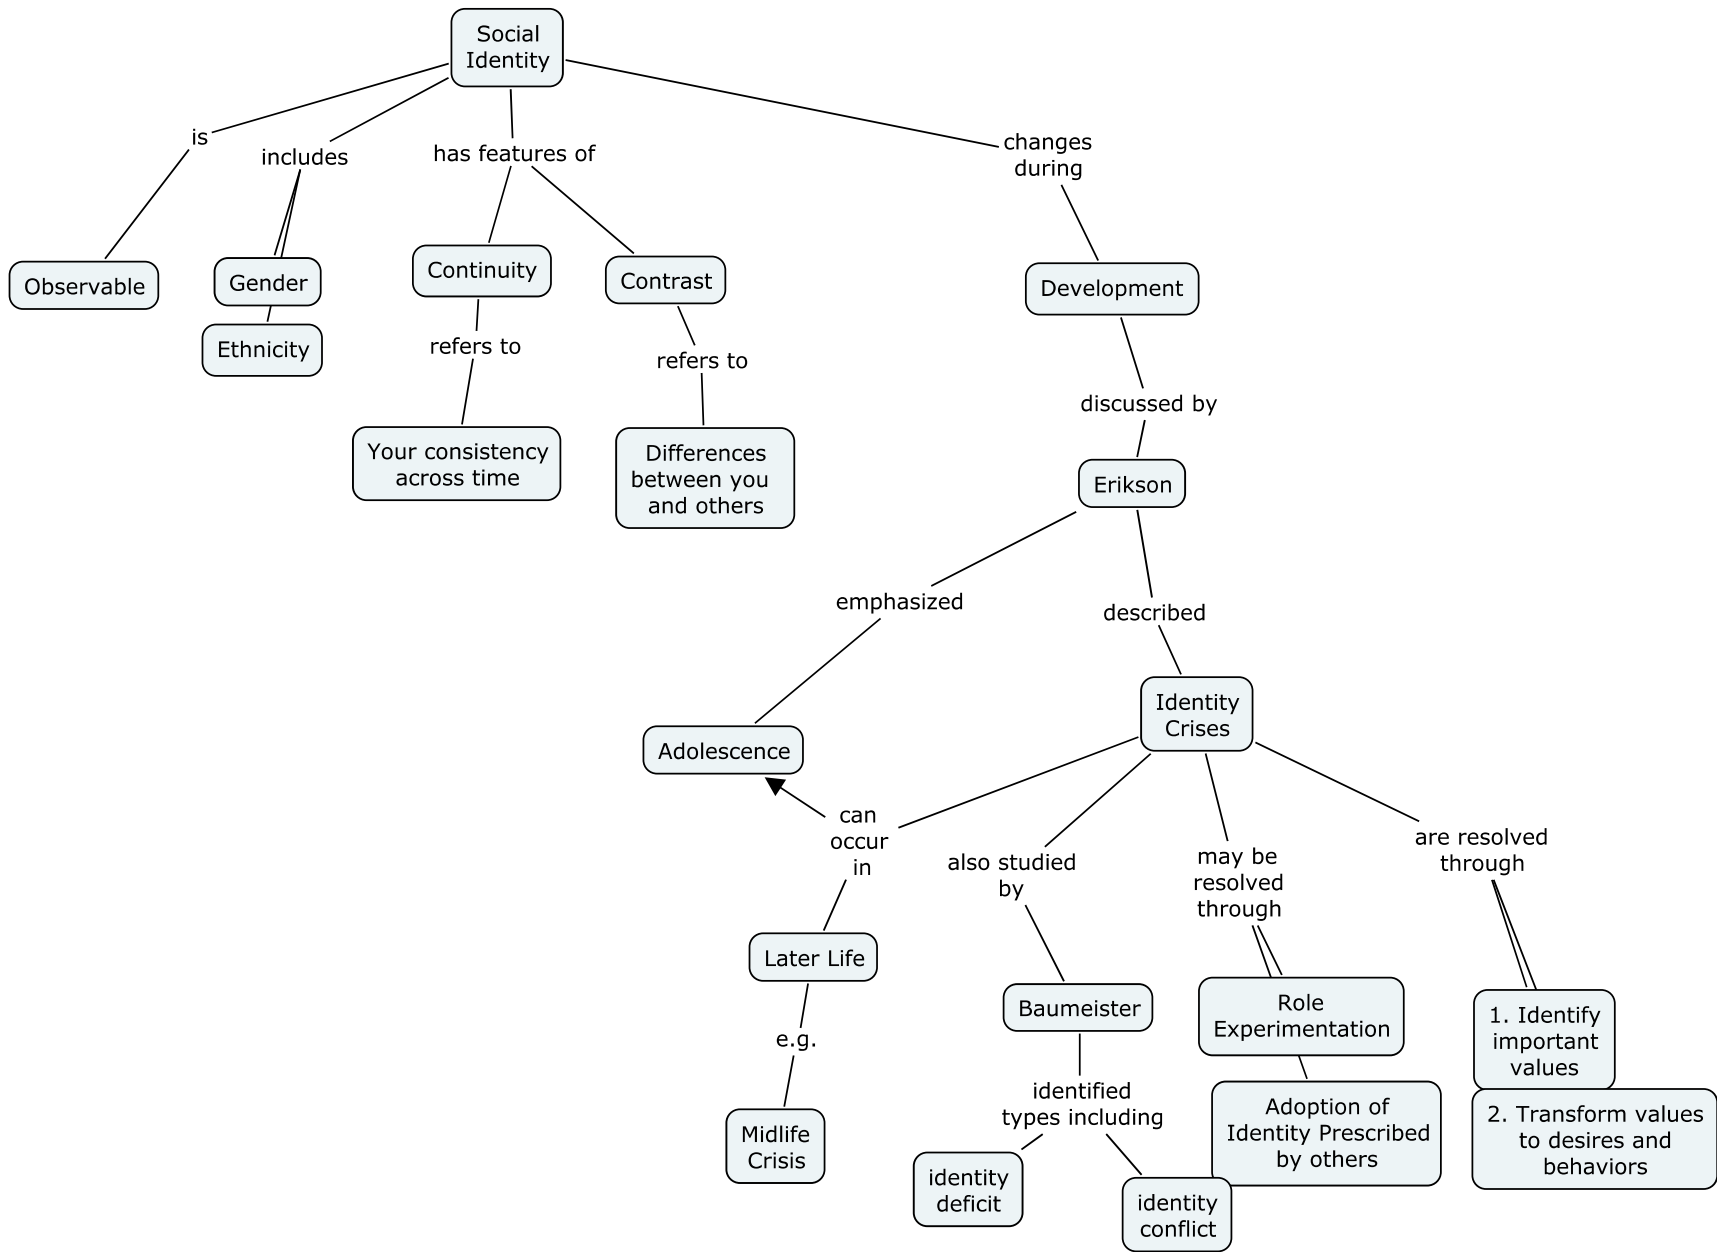 Social
Identity
is
includes
has features of
changes
during
Observable
Gender
Ethnicity
Continuity
Contrast
Development
refers to
refers to
Your consistency
across time
Differences
between you
and others
discussed by
Erikson
emphasized
described
Adolescence
Identity
Crises
can
occur
in
also studied
by
may be
resolved
through
are resolved
through
Later Life
e.g.
Midlife
Crisis
Baumeister
identified
types including
identity
deficit
identity
conflict
Role
Experimentation
Adoption of
Identity Prescribed
by others
1. Identify
important
values
2. Transform values
to desires and
behaviors